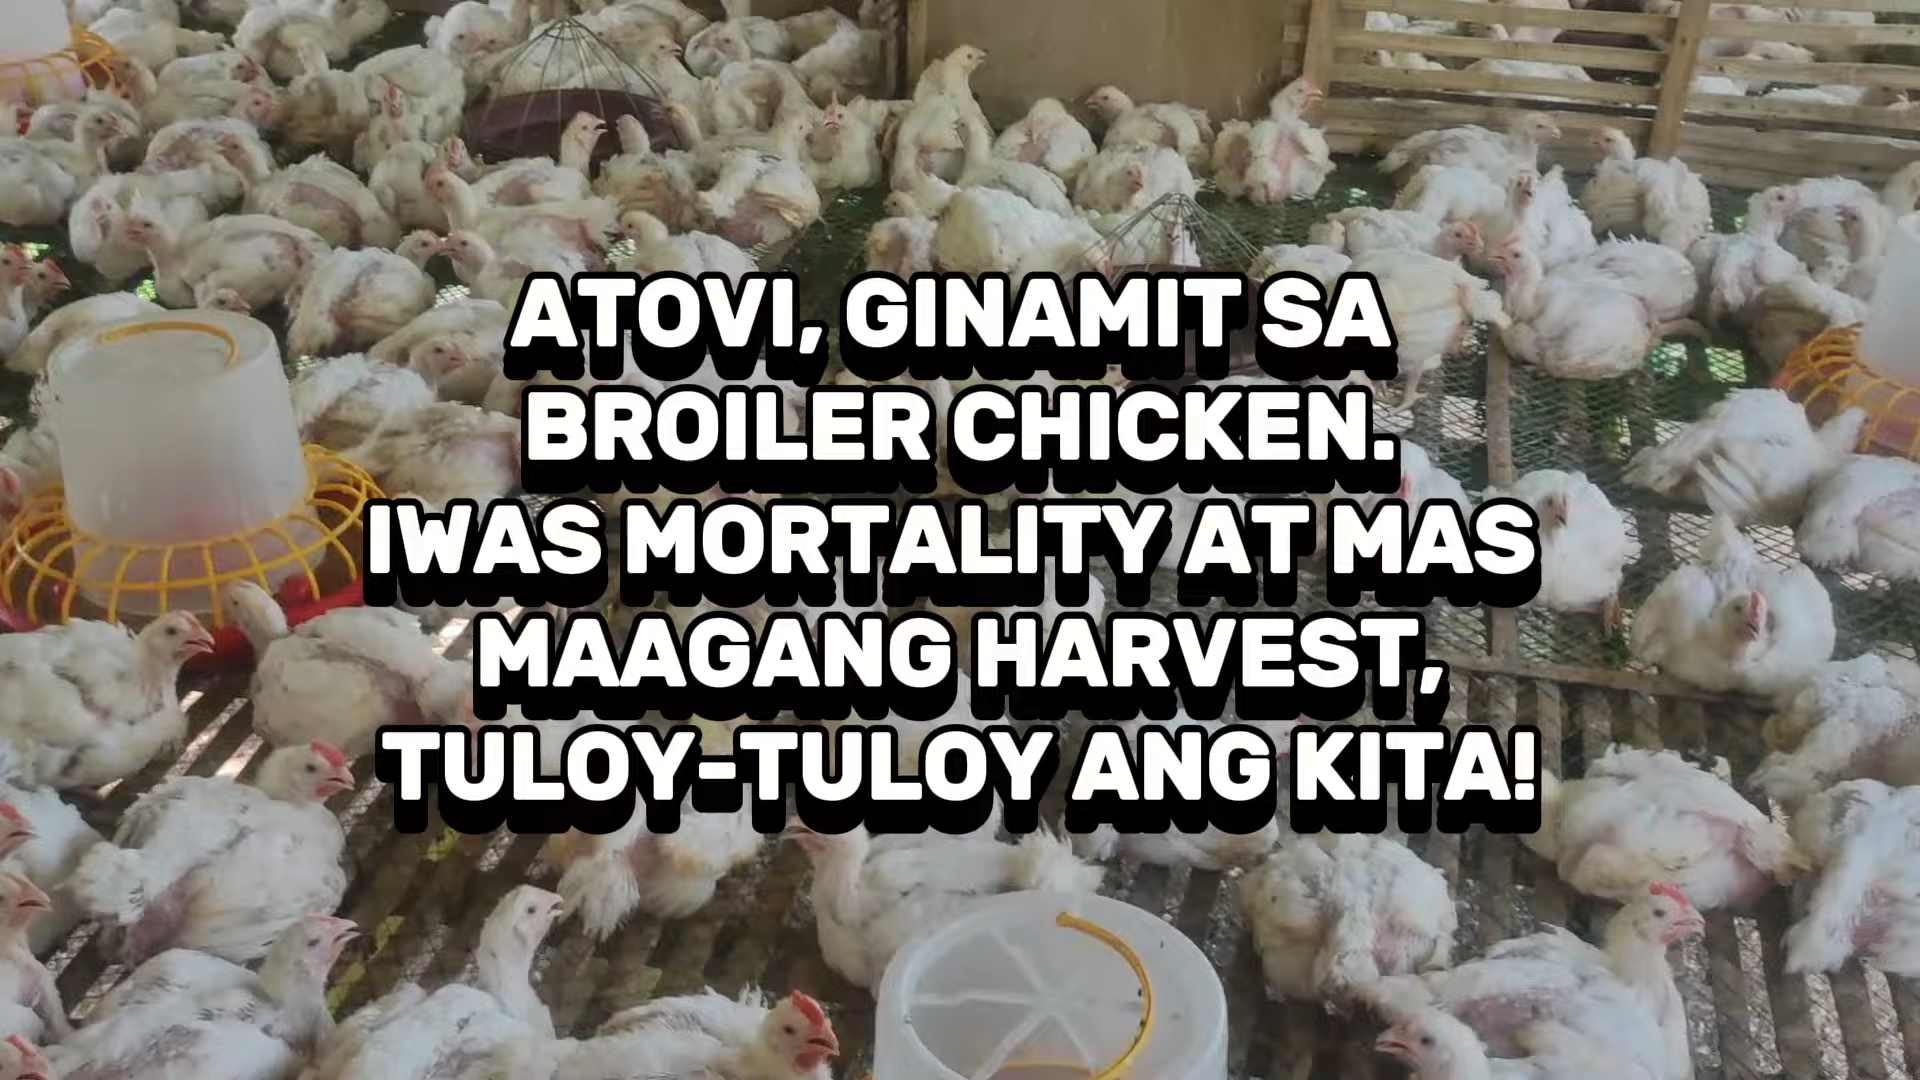 ATOVI, GINAMIT SA
BROILER CHICKEN.
IWAS MORTALITY AT MAS
MAAGANG HARVEST,
TULOY-TULOY ANG KITA!